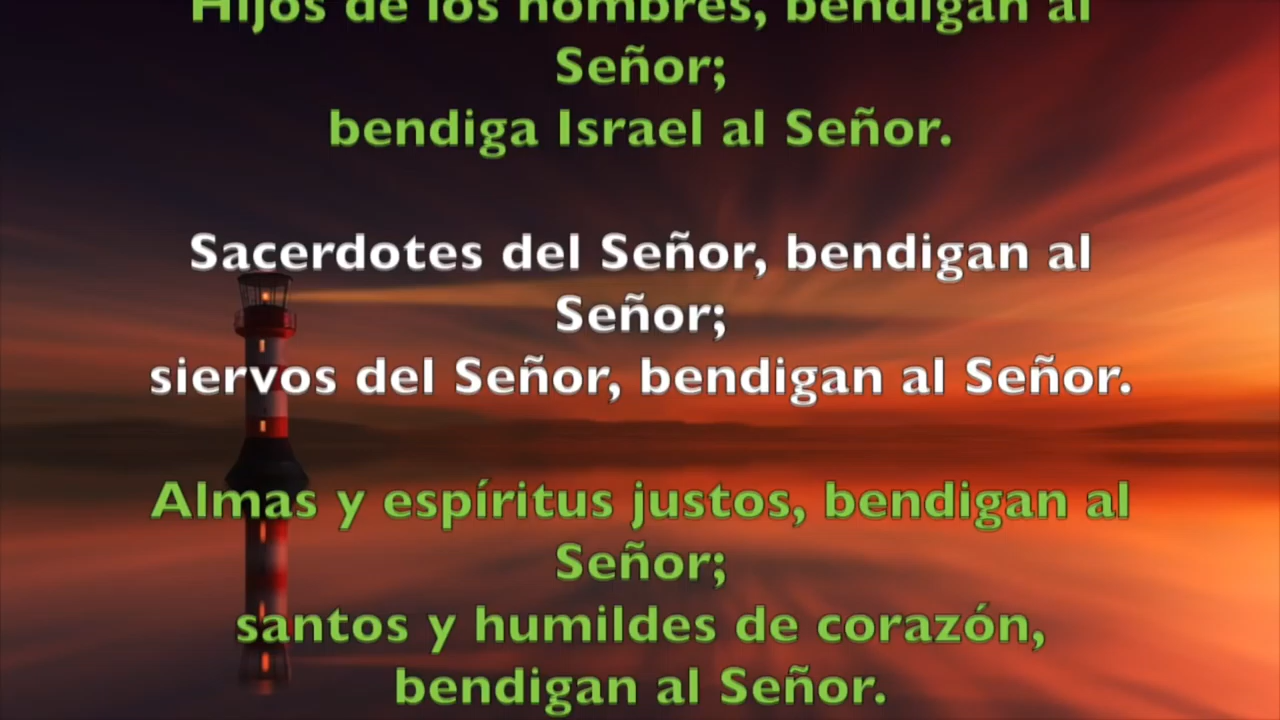 Hijos de los hombres, bendigan al
Señor;
bendiga Israel al Señor.
Sacerdotes del Señor, bendigan al
Señor;
siervos del Señor, bendigan al Señor.
Almas y espíritus justos, bendigan al
Señor;
santos y humildes de corazón,
bendigan al Señor.